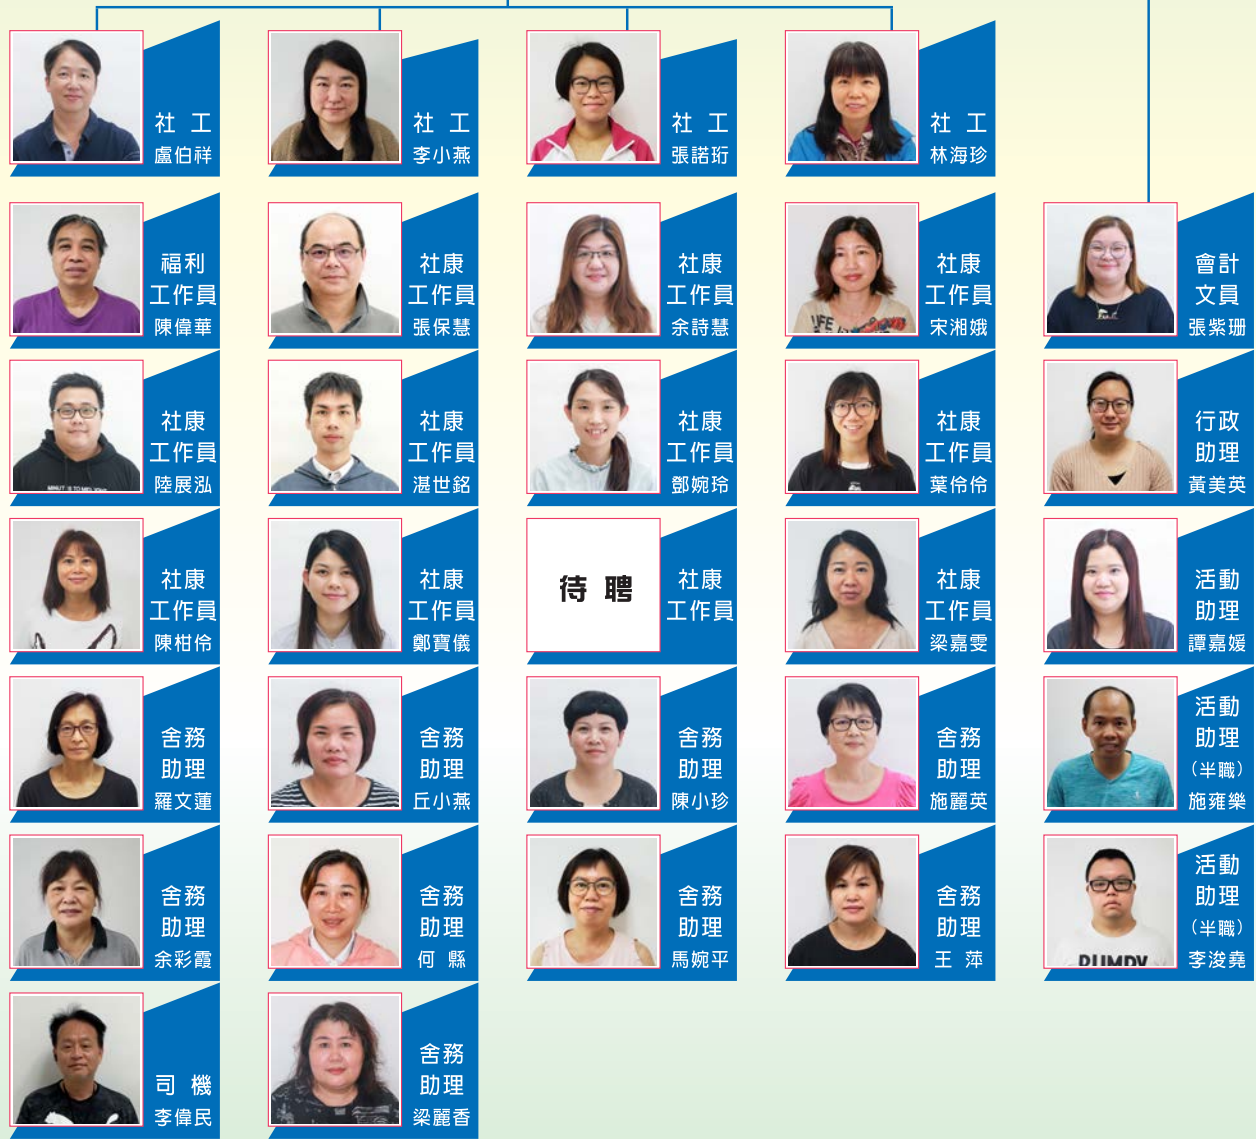 社 工
盧伯祥
社 工
李小燕
社 工
張諾珩
社 工
林海珍
福利
工作員
陳偉華
社康
工作員
張保慧
社康
工作員
余詩慧
社康
工作員
宋湘娥
會計
文員
張紫珊
社康
工作員
陸展泓
社康
工作員
湛世銘
社康
工作員
鄧婉玲
社康
工作員
葉伶伶
行政
助理
黃美英
社康
工作員
陳柑伶
社康
工作員
鄭寶儀
待 聘
社康
工作員
社康
工作員
梁嘉雯
活動
助理
譚嘉媛
舍務
助理
羅文蓮
舍務
助理
丘小燕
舍務
助理
陳小珍
舍務
助理
施麗英
活動
助理
（半職）
施雍樂
舍務
助理
余彩霞
舍務
助理
何 縣
舍務
助理
馬婉平
舍務
助理
王 萍
活動
助理
（半職）
李浚堯
司 機
李偉民
舍務
助理
梁麗香